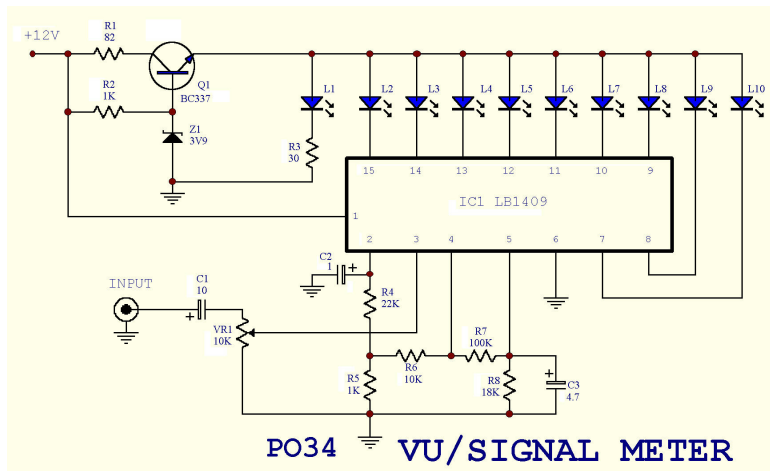 +12V
R1
82
R2
1K
Q1
BC337
Z1
3V9
L1
L2
L3
L4
L5
L6
L7
L8
L9
L10
R3
30
15
14
13
12
11
10
9
IC1 LB1409
1
2
3
4
5
6
7
8
C2
1
+
R4
22K
INPUT
C1
10
+
VR1
10K
R7
100K
R6
10K
R5
1K
R8
18K
+
C3
4.7
PO34 VU/SIGNAL METER